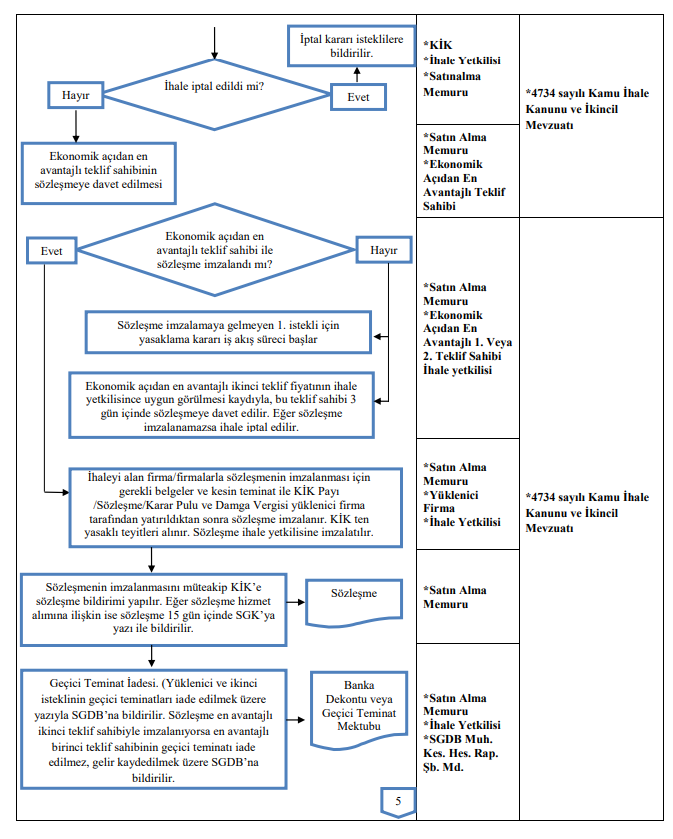 İptal kararı isteklilere
bildirilir.
İhale iptal edildi mi?
Hayır
Evet
Ekonomik açıdan en
avantajlı teklif sahibinin
sözleşmeye davet edilmesi
*KİK
*İhale Yetkilisi
*Satınalma
Memuru
*4734 sayılı Kamu İhale
Kanunu ve İkincil
Mevzuatı
*Satın Alma
Memuru
*Ekonomik
Açıdan En
Avantajlı Teklif
Sahibi
Evet
Ekonomik açıdan en
avantajlı teklif sahibi ile
sözleşme imzalandı mı?
Hayır
Sözleşme imzalamaya gelmeyen 1. istekli için
yasaklama kararı iş akış süreci başlar
Ekonomik açıdan en avantajlı ikinci teklif fiyatının ihale
yetkilisince uygun görülmesi kaydıyla, bu teklif sahibi 3
gün içinde sözleşmeye davet edilir. Eğer sözleşme
imzalanamazsa ihale iptal edilir.
*Satın Alma
Memuru
*Ekonomik
Açıdan En
Avantajlı 1. Veya
2. Teklif Sahibi
İhale yetkilisi
İhaleyi alan firma/firmalarla sözleşmenin imzalanması için
gerekli belgeler ve kesin teminat ile KİK Payı
/Sözleşme/Karar Pulu ve Damga Vergisi yüklenici firma
tarafından yatırıldıktan sonra sözleşme imzalanır. KİK ten
yasaklı teyitleri alınır. Sözleşme ihale yetkilisine imzalatılır.
*Satın Alma
Memuru
*Yüklenici
Firma
*İhale Yetkilisi
*4734 sayılı Kamu İhale
Kanunu ve İkincil
Mevzuatı
Sözleşmenin imzalanmasını müteakip KİK’e
sözleşme bildirimi yapılır. Eğer sözleşme hizmet
alımına ilişkin ise sözleşme 15 gün içinde SGK’ya
yazı ile bildirilir.
Sözleşme
*Satın Alma
Memuru
Geçici Teminat İadesi. (Yüklenici ve ikinci
isteklinin geçici teminatları iade edilmek üzere
yazıyla SGDB’na bildirilir. Sözleşme en avantajlı
ikinci teklif sahibiyle imzalanıyorsa en avantajlı
birinci teklif sahibinin geçici teminatı iade
edilmez, gelir kaydedilmek üzere SGDB’na
bildirilir.
Banka
Dekontu veya
Geçici Teminat
Mektubu
*Satın Alma
Memuru
*İhale Yetkilisi
*SGDB Muh.
Kes. Hes. Rap.
Şb. Md.
5